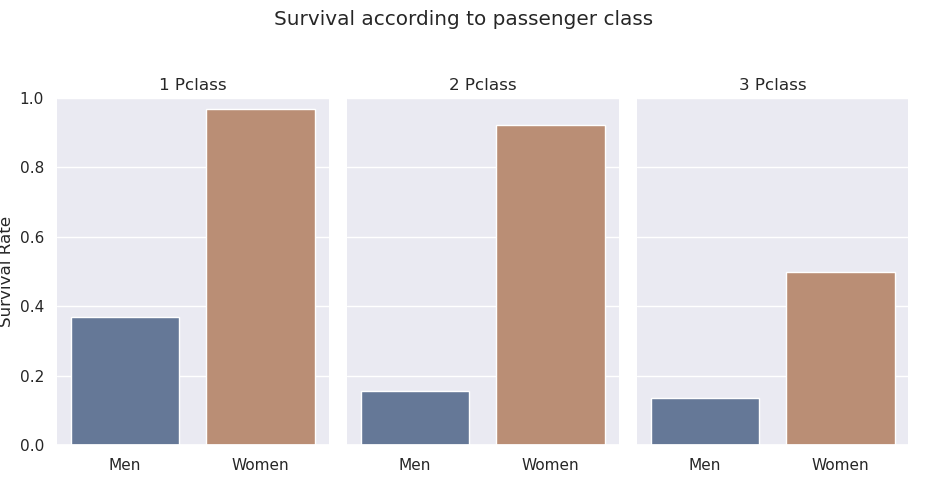 Survival according to passenger class
1 Pclass
2 Pclass
3 Pclass
Survival Rate
1.0
0.8
0.6
0.4
0.2
0.0
Men
Women
Men
Women
Men
Women